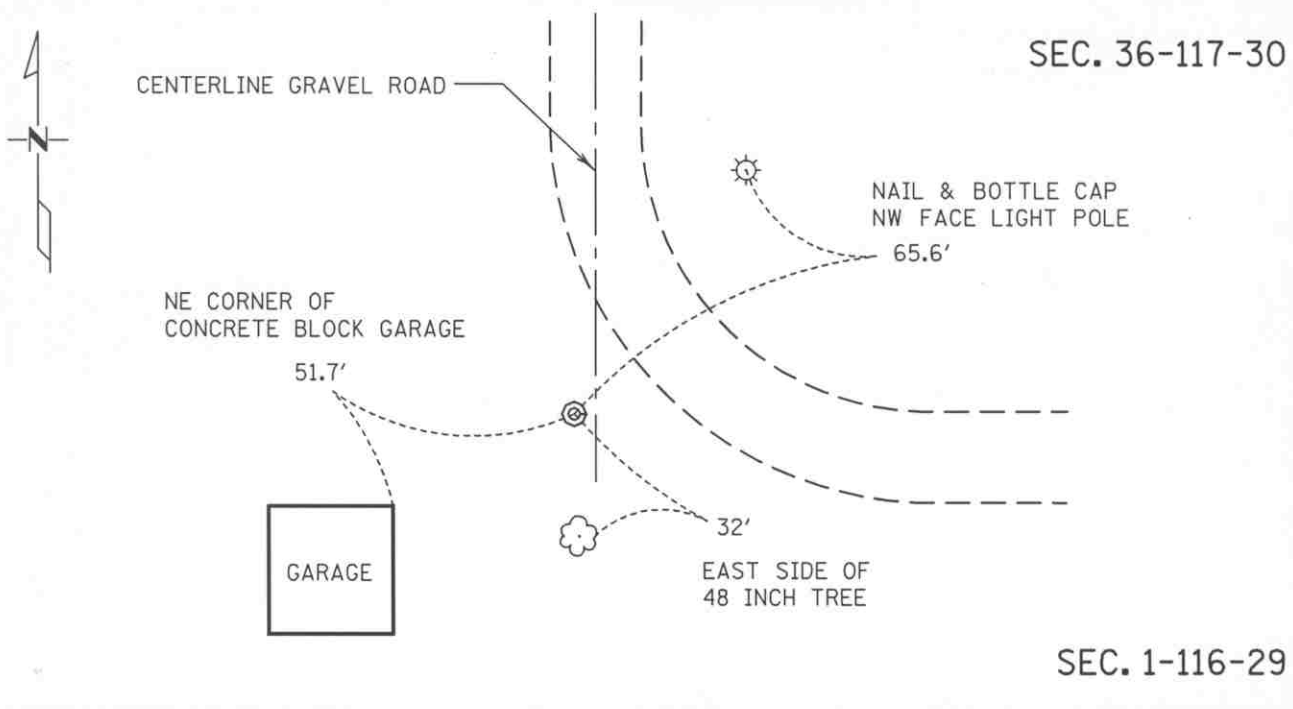 SEC. 36-117-30
CENTERLINE GRAVEL ROAD
N
NAIL & BOTTLE CAP
NW FACE LIGHT POLE
65.6'
NE CORNER OF
CONCRETE BLOCK GARAGE
51.7'
32'
GARAGE
EAST SIDE OF
48 INCH TREE
SEC. 1-116-29